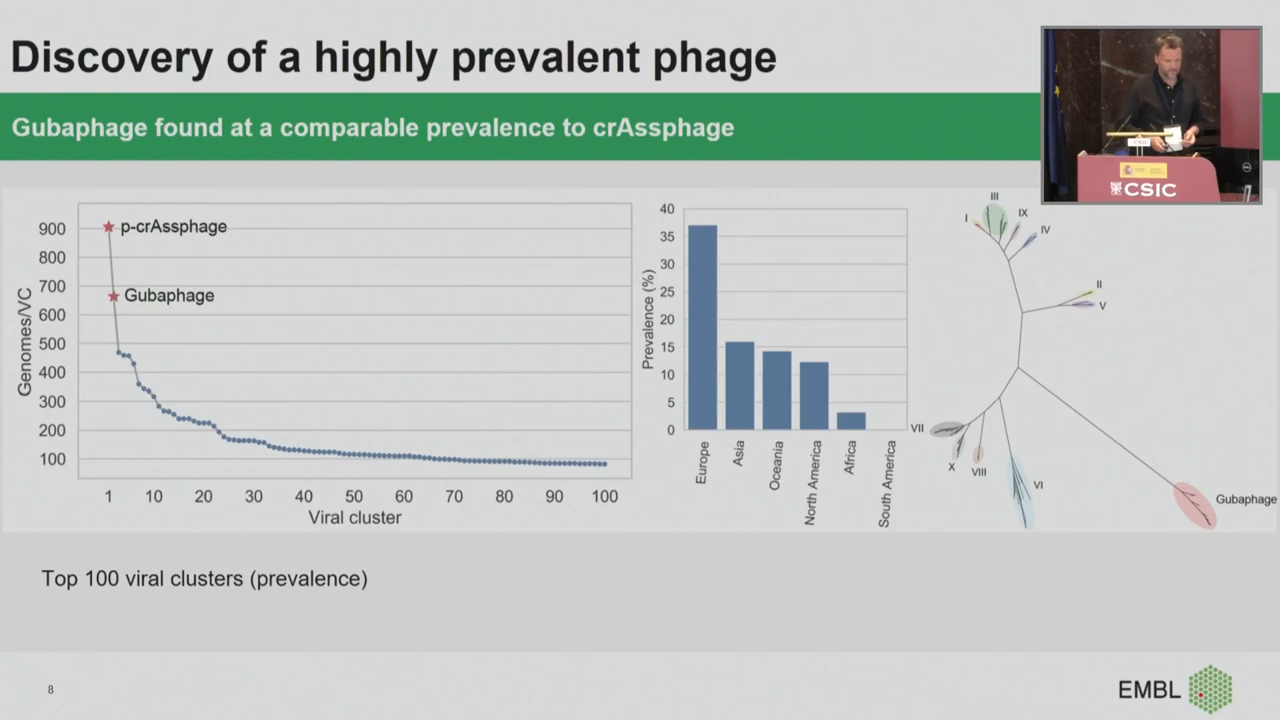 Discovery of a highly prevalent phage
Gubaphage found at a comparable prevalence to crAssphage
CSIC
Genomes/VC
900
800
700
600
500
400
300
200
100
p-crAssphage
Gubaphage
1 10 20 30 40 50 60 70 80 90 100
Viral cluster
Prevalence (%)
40
35
30
25
20
15
10
5
0
Europe
Asia
Oceania
North America
Africa
South America
III
I
IX
IV
II
V
VII
X
VIII
VI
Gubaphage
Top 100 viral clusters (prevalence)
8
EMBL